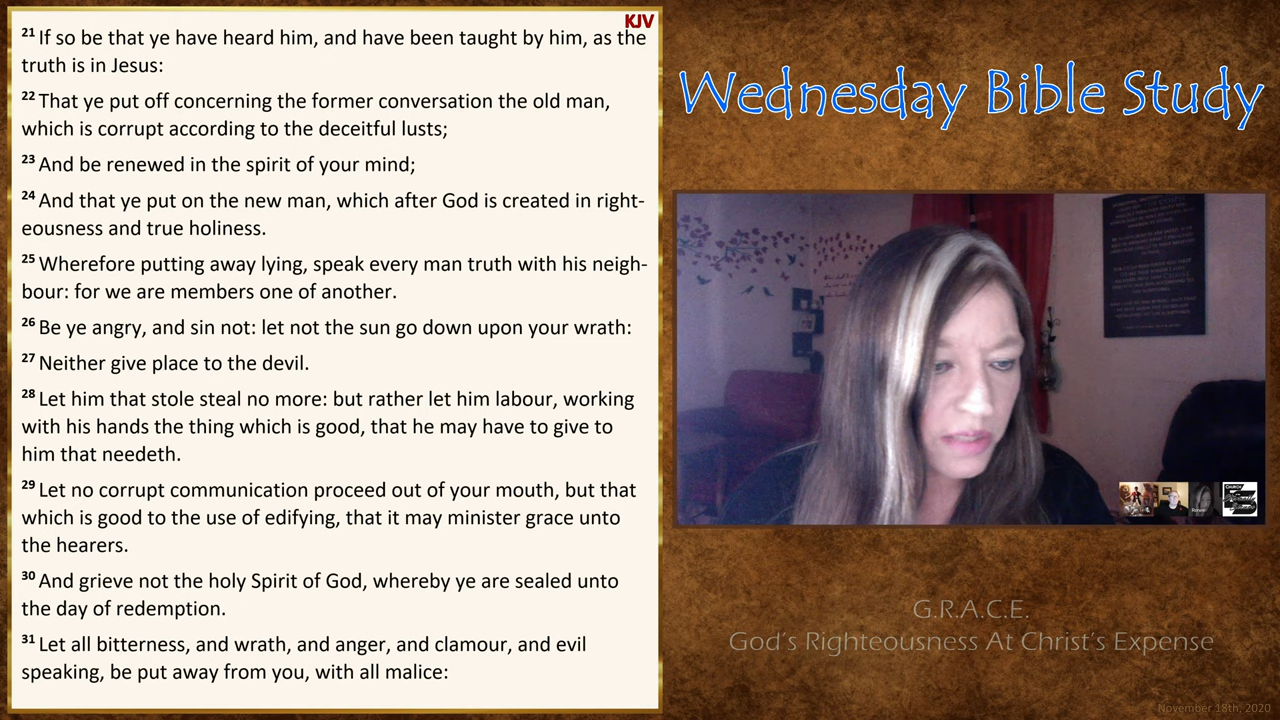 KJV
21 If so be that ye have heard him, and have been taught by him, as the
truth is in Jesus:
22 That ye put off concerning the former conversation the old man,
which is corrupt according to the deceitful lusts;
23 And be renewed in the spirit of your mind;
24 And that ye put on the new man, which after God is created in right-
eousness and true holiness.
25 Wherefore putting away lying, speak every man truth with his neigh-
bour: for we are members one of another.
26 Be ye angry, and sin not: let not the sun go down upon your wrath:
27 Neither give place to the devil.
28 Let him that stole steal no more: but rather let him labour, working
with his hands the thing which is good, that he may have to give to
him that needeth.
29 Let no corrupt communication proceed out of your mouth, but that
which is good to the use of edifying, that it may minister grace unto
the hearers.
30 And grieve not the holy Spirit of God, whereby ye are sealed unto
the day of redemption.
31 Let all bitterness, and wrath, and anger, and clamour, and evil
speaking, be put away from you, with all malice:
Wednesday Bible Study
CHURCH
G.R.A.C.E.
God's Righteousness At Christ's Expense
November 18th, 2020